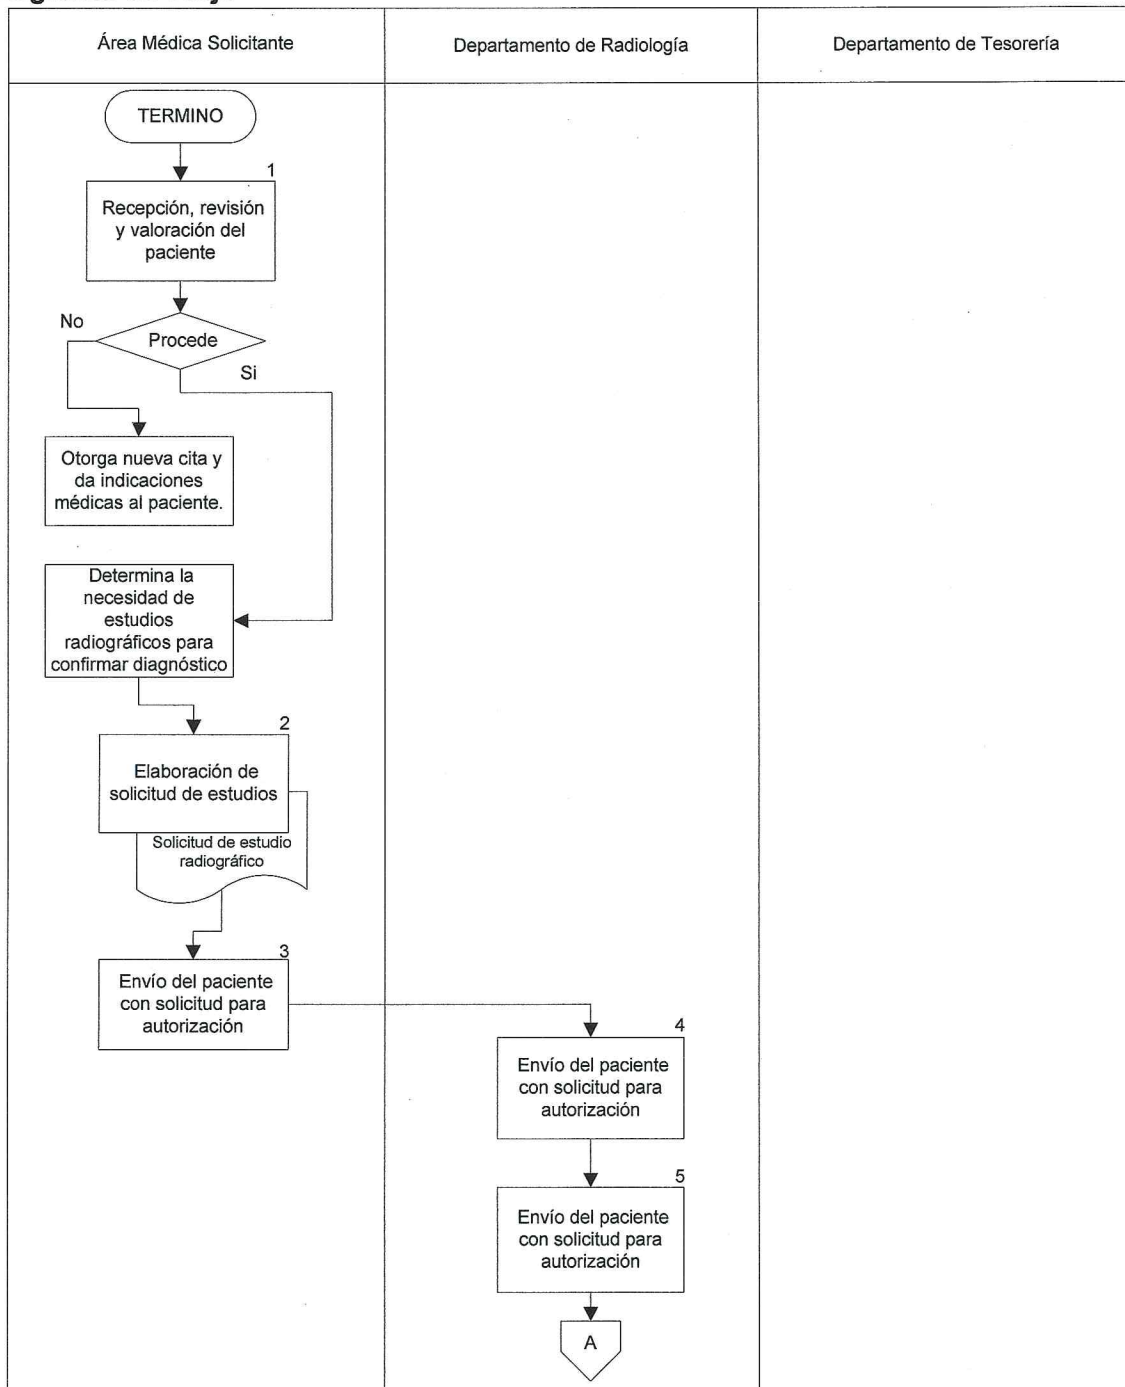 Área Médica Solicitante
Departamento de Radiología
Departamento de Tesorería
TERMINO
1
Recepción, revisión
y valoración del
paciente
No
Procede
Si
Otorga nueva cita y
da indicaciones
médicas al paciente.
Determina la
necesidad de
estudios
radiográficos para
confirmar diagnóstico
2
Elaboración de
solicitud de estudios
Solicitud de estudio
radiográfico
3
Envío del paciente
con solicitud para
autorización
4
Envío del paciente
con solicitud para
autorización
5
Envío del paciente
con solicitud para
autorización
A